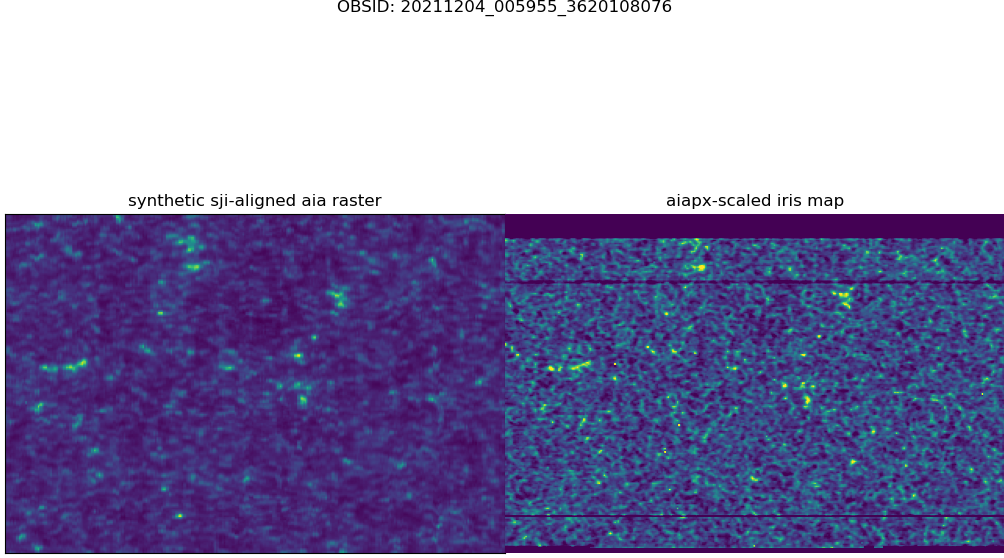 OBSID: 20211204_005955_3620108076
synthetic sji-aligned aia raster
aiapx-scaled iris map